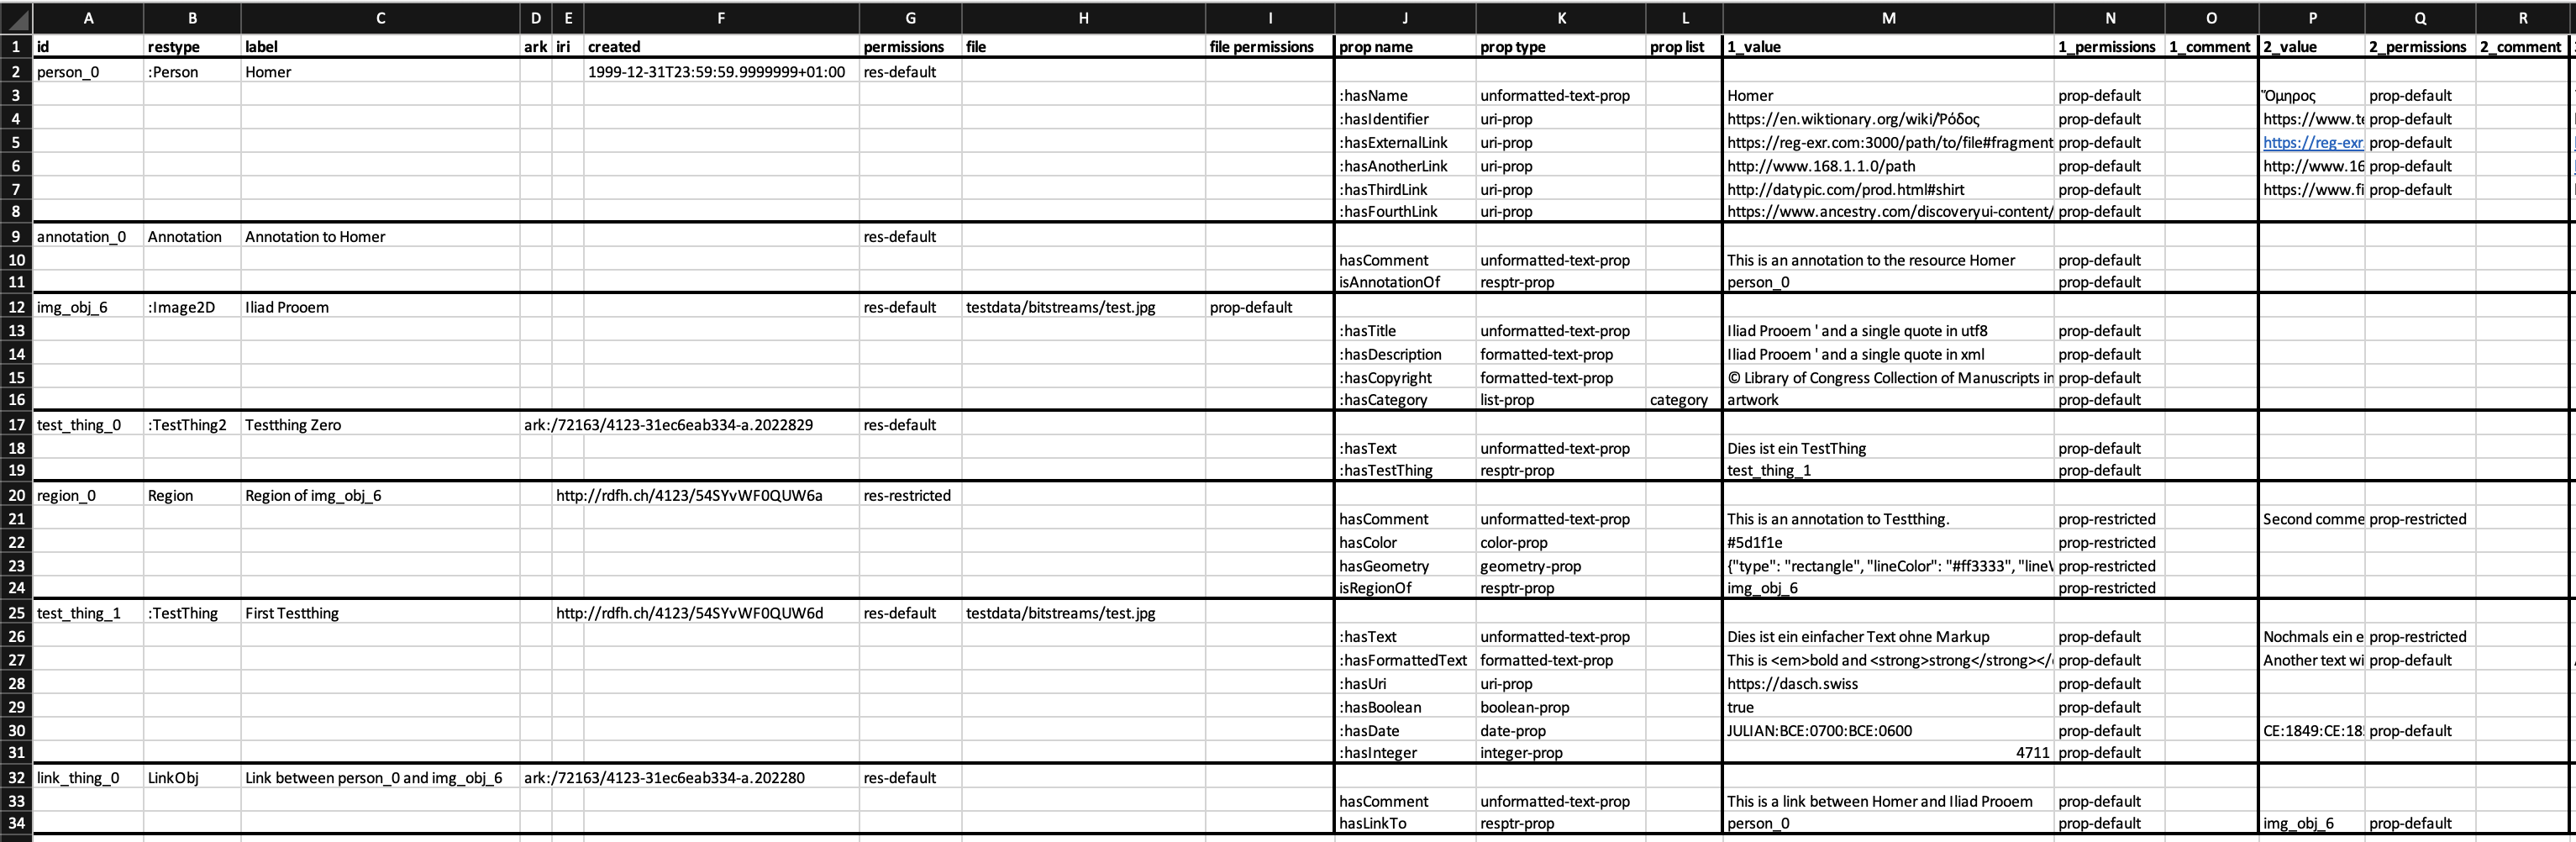 A B C D E F G H I J K L M N O P Q R
1 id restype label ark iri created permissions file file permissions prop name prop type prop list 1_value 1_permissions 1_comment 2_value 2_permissions 2_comment
2 person_0 :Person Homer 1999-12-31T23:59:59.9999999+01:00 res-default
3 :hasName unformatted-text-prop Homer prop-default Ὅμηρος prop-default
4 :hasIdentifier uri-prop https://en.wiktionary.org/wiki/Ῥόδος prop-default https://www.te prop-default
5 :hasExternalLink uri-prop https://reg-exr.com:3000/path/to/file#fragment prop-default https://reg-exr prop-default
6 :hasAnotherLink uri-prop http://www.168.1.1.0/path prop-default http://www.16 prop-default
7 :hasThirdLink uri-prop http://datypic.com/prod.html#shirt prop-default https://www.fi prop-default
8 :hasFourthLink uri-prop https://www.ancestry.com/discoveryui-content/ prop-default
9 annotation_0 Annotation Annotation to Homer res-default
10 hasComment unformatted-text-prop This is an annotation to the resource Homer prop-default
11 isAnnotationOf resptr-prop person_0 prop-default
12 img_obj_6 :Image2D Iliad Prooem res-default testdata/bitstreams/test.jpg prop-default
13 :hasTitle unformatted-text-prop Iliad Prooem ' and a single quote in utf8 prop-default
14 :hasDescription formatted-text-prop Iliad Prooem ' and a single quote in xml prop-default
15 :hasCopyright formatted-text-prop © Library of Congress Collection of Manuscripts in prop-default
16 :hasCategory list-prop category artwork prop-default
17 test_thing_0 :TestThing2 Testthing Zero ark:/72163/4123-31ec6eab334-a.2022829 res-default
18 :hasText unformatted-text-prop Dies ist ein TestThing prop-default
19 :hasTestThing resptr-prop test_thing_1 prop-default
20 region_0 Region Region of img_obj_6 http://rdfh.ch/4123/54SYvWF0QUW6a res-restricted
21 hasComment unformatted-text-prop This is an annotation to Testthing. prop-restricted Second comme prop-restricted
22 hasColor color-prop #5d1f1e prop-restricted
23 hasGeometry geometry-prop {"type": "rectangle", "lineColor": "#ff3333", "line prop-restricted
24 isRegionOf resptr-prop img_obj_6 prop-restricted
25 test_thing_1 :TestThing First Testthing http://rdfh.ch/4123/54SYvWF0QUW6d res-default testdata/bitstreams/test.jpg
26 :hasText unformatted-text-prop Dies ist ein einfacher Text ohne Markup prop-default Nochmals ein e prop-restricted
27 :hasFormattedText formatted-text-prop This is <em>bold and <strong>strong</strong></ prop-default Another text wi prop-default
28 :hasUri uri-prop https://dasch.swiss prop-default
29 :hasBoolean boolean-prop true prop-default
30 :hasDate date-prop JULIAN:BCE:0700:BCE:0600 prop-default CE:1849:CE:18 prop-default
31 :hasInteger integer-prop 4711 prop-default
32 link_thing_0 LinkObj Link between person_0 and img_obj_6 ark:/72163/4123-31ec6eab334-a.202280 res-default
33 hasComment unformatted-text-prop This is a link between Homer and Iliad Prooem prop-default
34 hasLinkTo resptr-prop person_0 prop-default img_obj_6 prop-default